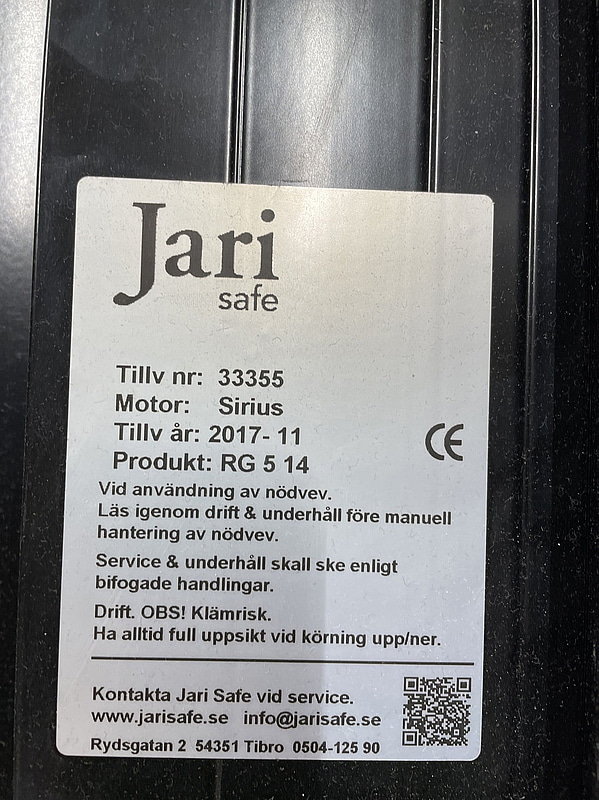 Jari
safe
Tillv nr: 33355
Motor: Sirius
Tillv år: 2017- 11
Produkt: RG 5 14
CE
Vid användning av nödvev.
Läs igenom drift & underhåll före manuell
hantering av nödvev.
Service & underhåll skall ske enligt
bifogade handlingar.
Drift. OBS! Klämrisk.
Ha alltid full uppsikt vid körning upp/ner.
Kontakta Jari Safe vid service.
www.jarisafe.se info@jarisafe.se
Rydsgatan 2 54351 Tibro 0504-125 90